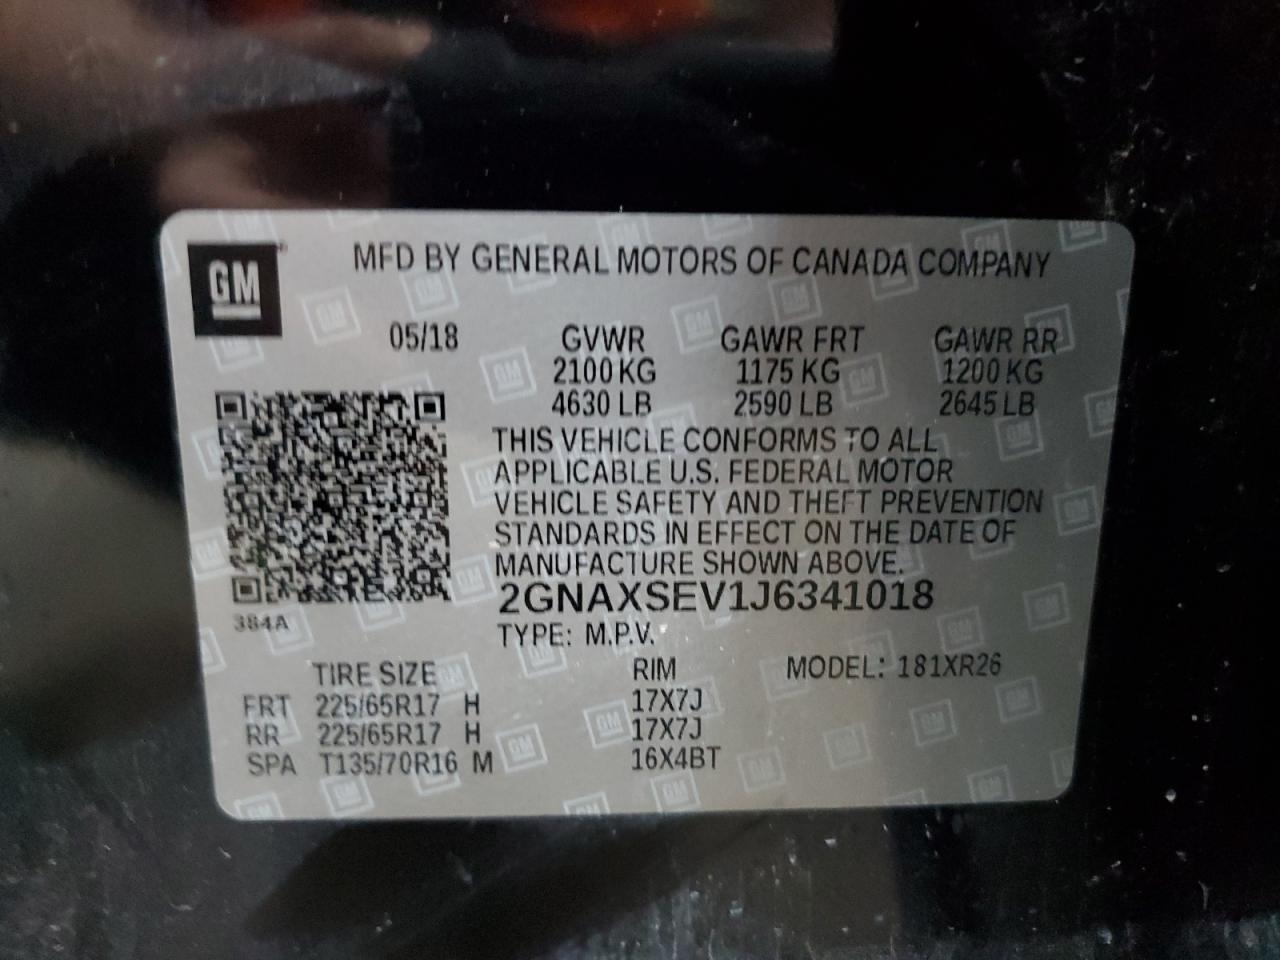 GM
MFD BY GENERAL MOTORS OF CANADA COMPANY
05/18 GVWR GAWR FRT GAWR RR
2100 KG 1175 KG 1200 KG
4630 LB 2590 LB 2645 LB
THIS VEHICLE CONFORMS TO ALL
APPLICABLE U.S. FEDERAL MOTOR
VEHICLE SAFETY AND THEFT PREVENTION
STANDARDS IN EFFECT ON THE DATE OF
MANUFACTURE SHOWN ABOVE.
2GNAXSEV1J6341018
384A
TYPE: M.P.V.
TIRE SIZE RIM MODEL: 181XR26
FRT 225/65R17 H 17X7J
RR 225/65R17 H 17X7J
SPA T135/70R16 M 16X4BT